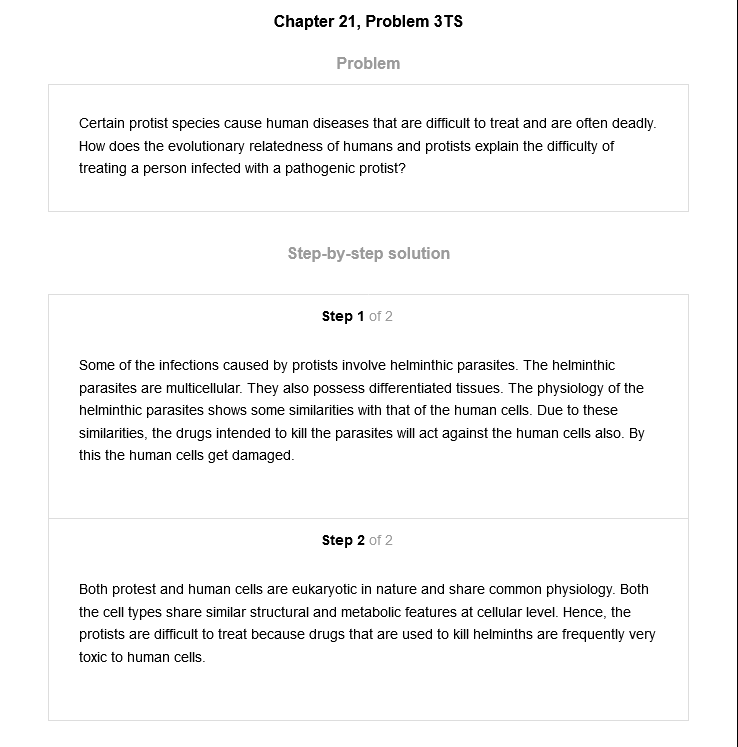 Chapter 21, Problem 3TS
Problem
Certain protist species cause human diseases that are difficult to treat and are often deadly.
How does the evolutionary relatedness of humans and protists explain the difficulty of
treating a person infected with a pathogenic protist?
Step-by-step solution
Step 1 of 2
Some of the infections caused by protists involve helminthic parasites. The helminthic
parasites are multicellular. They also possess differentiated tissues. The physiology of the
helminthic parasites shows some similarities with that of the human cells. Due to these
similarities, the drugs intended to kill the parasites will act against the human cells also. By
this the human cells get damaged.
Step 2 of 2
Both protest and human cells are eukaryotic in nature and share common physiology. Both
the cell types share similar structural and metabolic features at cellular level. Hence, the
protists are difficult to treat because drugs that are used to kill helminths are frequently very
toxic to human cells.